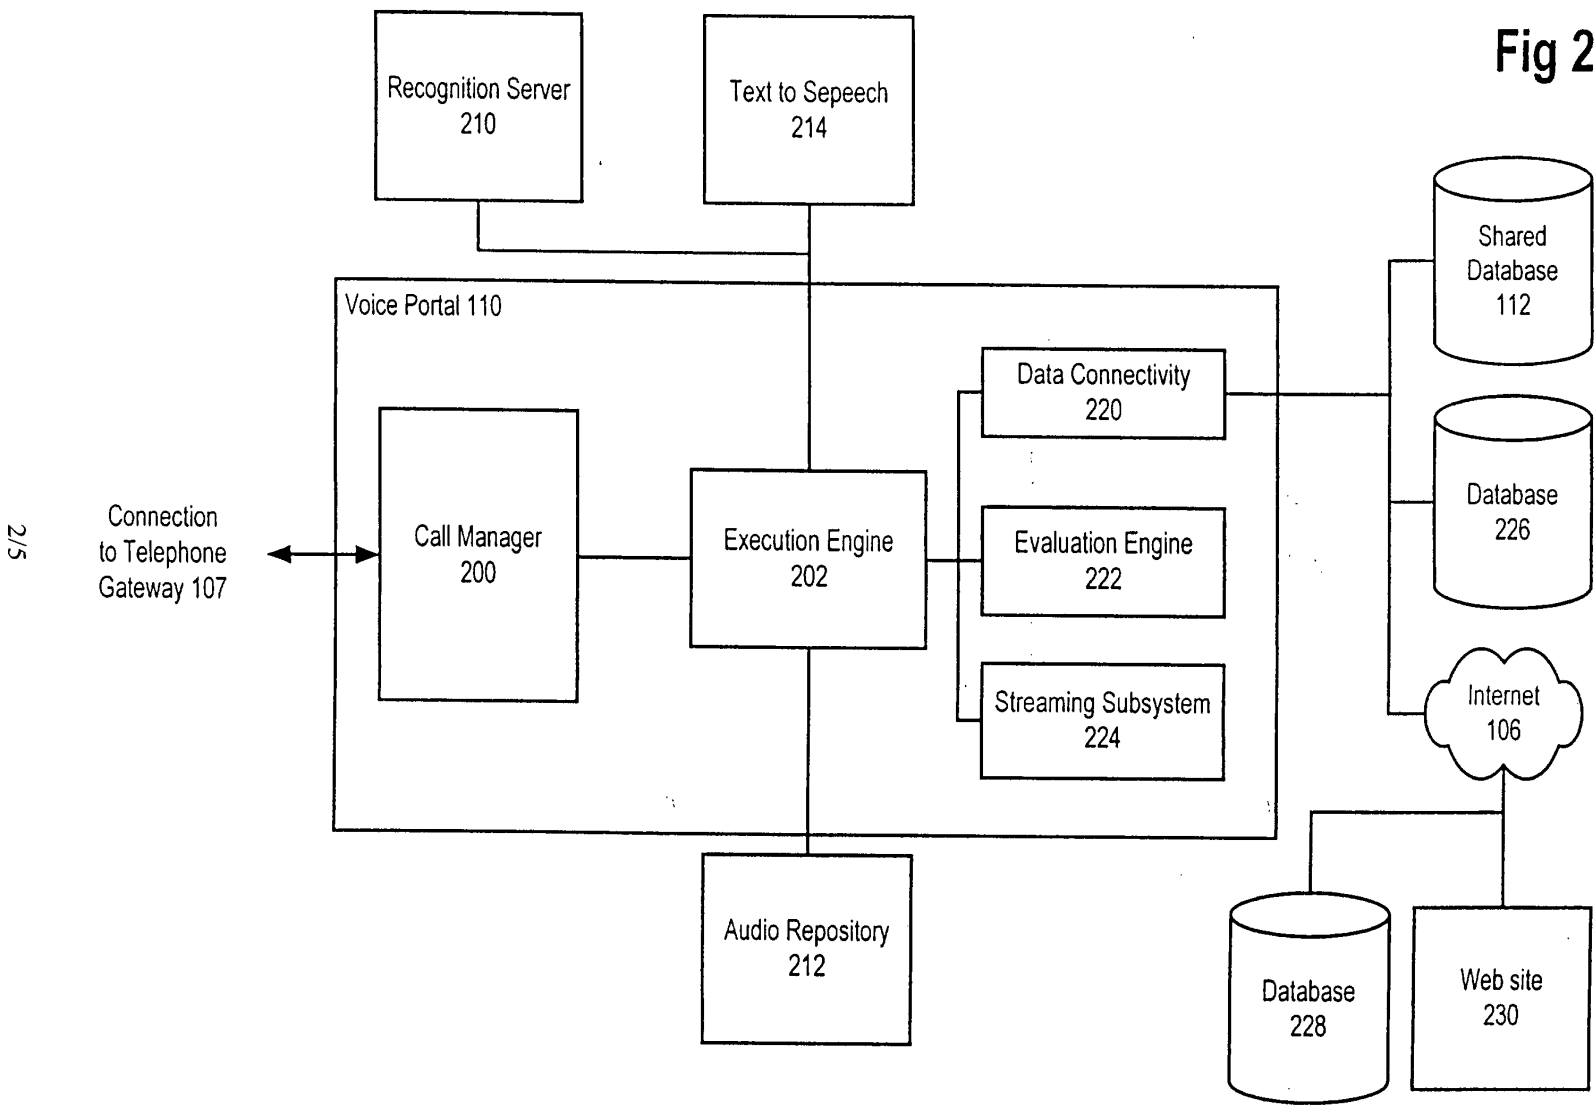 Fig 2
Recognition Server
210
Text to Sepeech
214
Shared
Database
112
Voice Portal 110
Data Connectivity
220
Call Manager
200
Execution Engine
202
Evaluation Engine
222
Database
226
Connection
to Telephone
Gateway 107
2/5
Streaming Subsystem
224
Internet
106
Audio Repository
212
Database
228
Web site
230